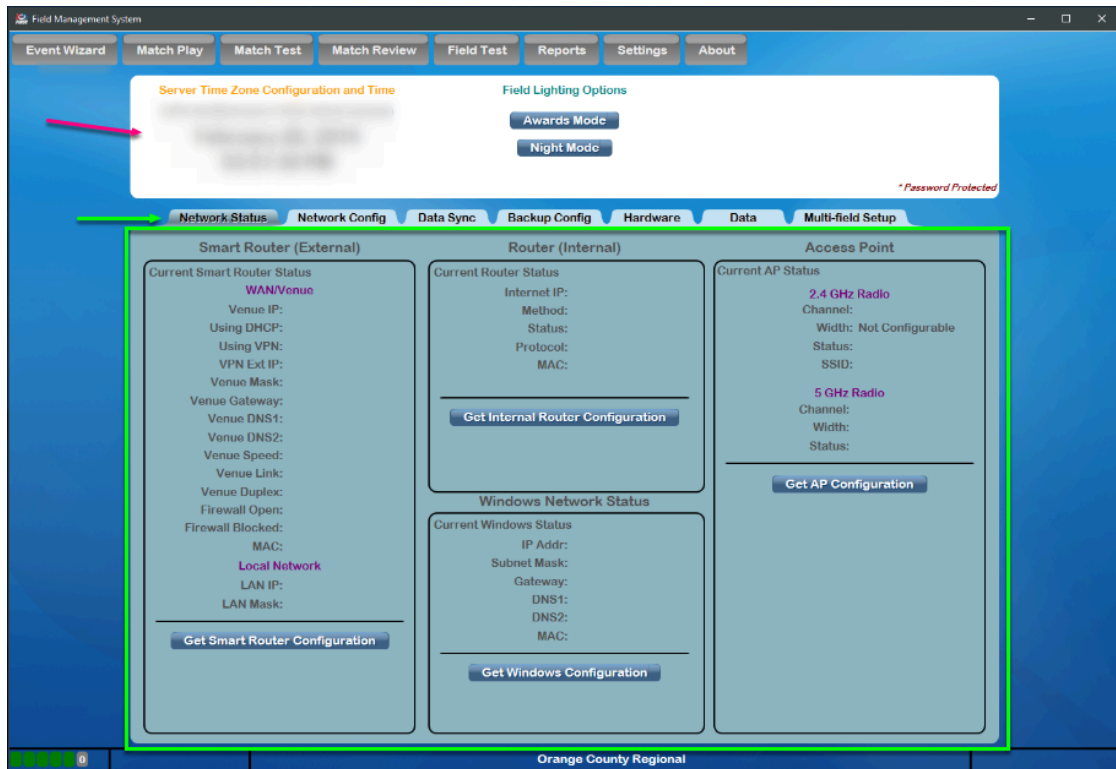 Field Management System
Event Wizard Match Play Match Test Match Review Field Test Reports Settings About
Server Time Zone Configuration and Time
Field Lighting Options
Awards Mode
Night Mode
* Password Protected
Network Status Network Config Data Sync Backup Config Hardware Data Multi-field Setup
Smart Router (External)
Current Smart Router Status
WAN/Venue
Venue IP:
Using DHCP:
Using VPN:
VPN Ext IP:
Venue Mask:
Venue Gateway:
Venue DNS1:
Venue DNS2:
Venue Speed:
Venue Link:
Venue Duplex:
Firewall Open:
Firewall Blocked:
MAC:
Local Network
LAN IP:
LAN Mask:
Get Smart Router Configuration
Router (Internal)
Current Router Status
Internet IP:
Method:
Status:
Protocol:
MAC:
Get Internal Router Configuration
Windows Network Status
Current Windows Status
IP Addr:
Subnet Mask:
Gateway:
DNS1:
DNS2:
MAC:
Get Windows Configuration
Access Point
Current AP Status
2.4 GHz Radio
Channel:
Width: Not Configurable
Status:
SSID:
5 GHz Radio
Channel:
Width:
Status:
Get AP Configuration
0
Orange County Regional